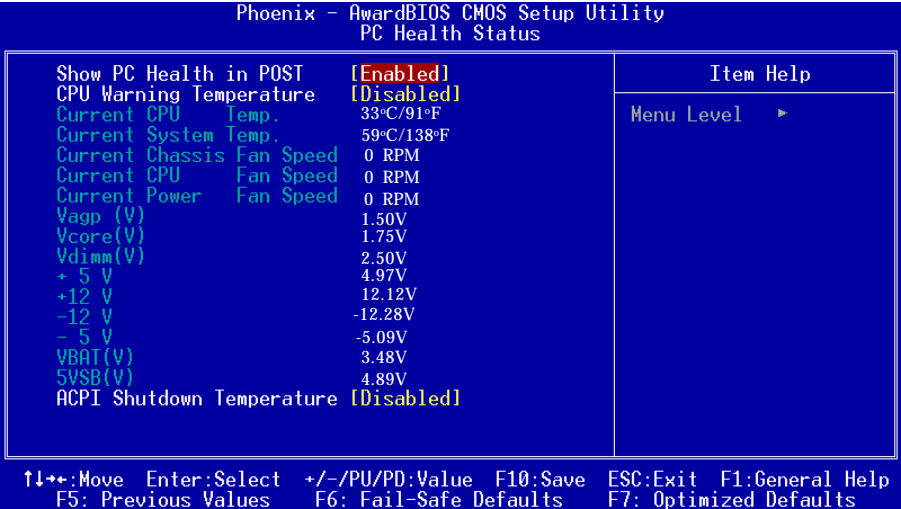 Phoenix - AwardBIOS CMOS Setup Utility
PC Health Status
Show PC Health in POST [Enabled]
CPU Warning Temperature [Disabled]
Current CPU Temp. 33°C/91°F
Current System Temp. 59°C/138°F
Current Chassis Fan Speed 0 RPM
Current CPU Fan Speed 0 RPM
Current Power Fan Speed 0 RPM
Vagp (V) 1.50V
Vcore(V) 1.75V
Vdimm(V) 2.50V
+ 5 V 4.97V
+12 V 12.12V
-12 V -12.28V
- 5 V -5.09V
VBAT(V) 3.48V
5VSB(V) 4.89V
ACPI Shutdown Temperature [Disabled]
Item Help
Menu Level ►
↑↓→←:Move Enter:Select +/-/PU/PD:Value F10:Save ESC:Exit F1:General Help
F5: Previous Values F6: Fail-Safe Defaults F7: Optimized Defaults